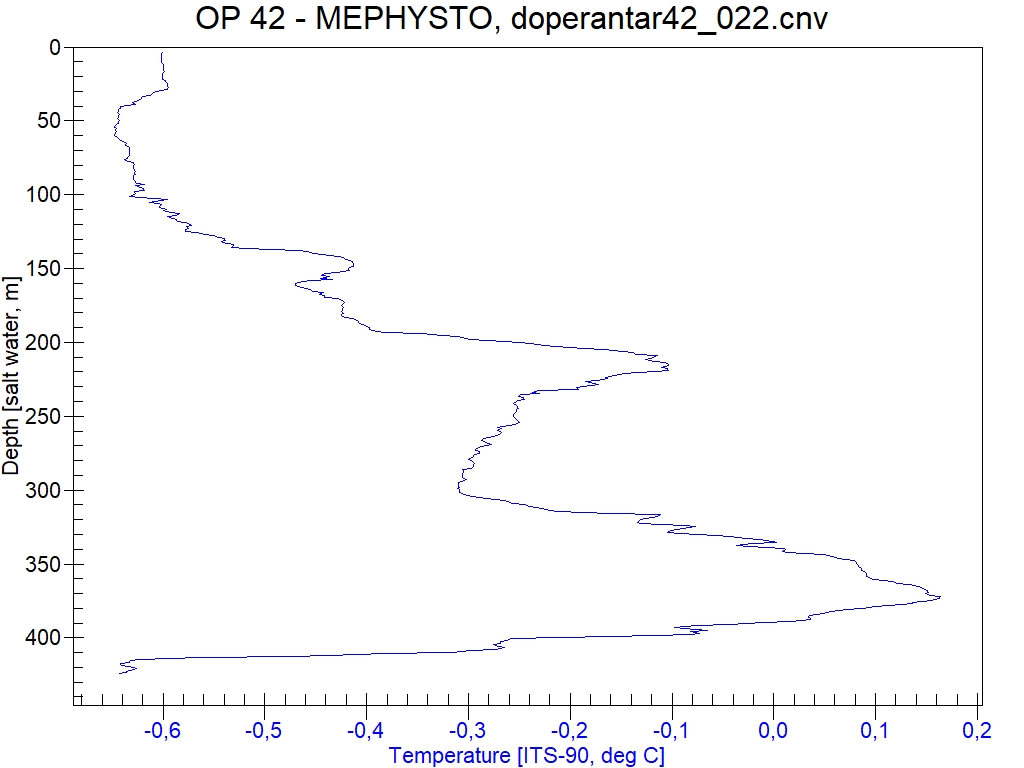 OP 42 - MEPHYSTO, doperantar42_022.cnv
0
50
100
150
200
250
300
350
400
Depth [salt water, m]
-0,6 -0,5 -0,4 -0,3 -0,2 -0,1 0,0 0,1 0,2
Temperature [ITS-90, deg C]